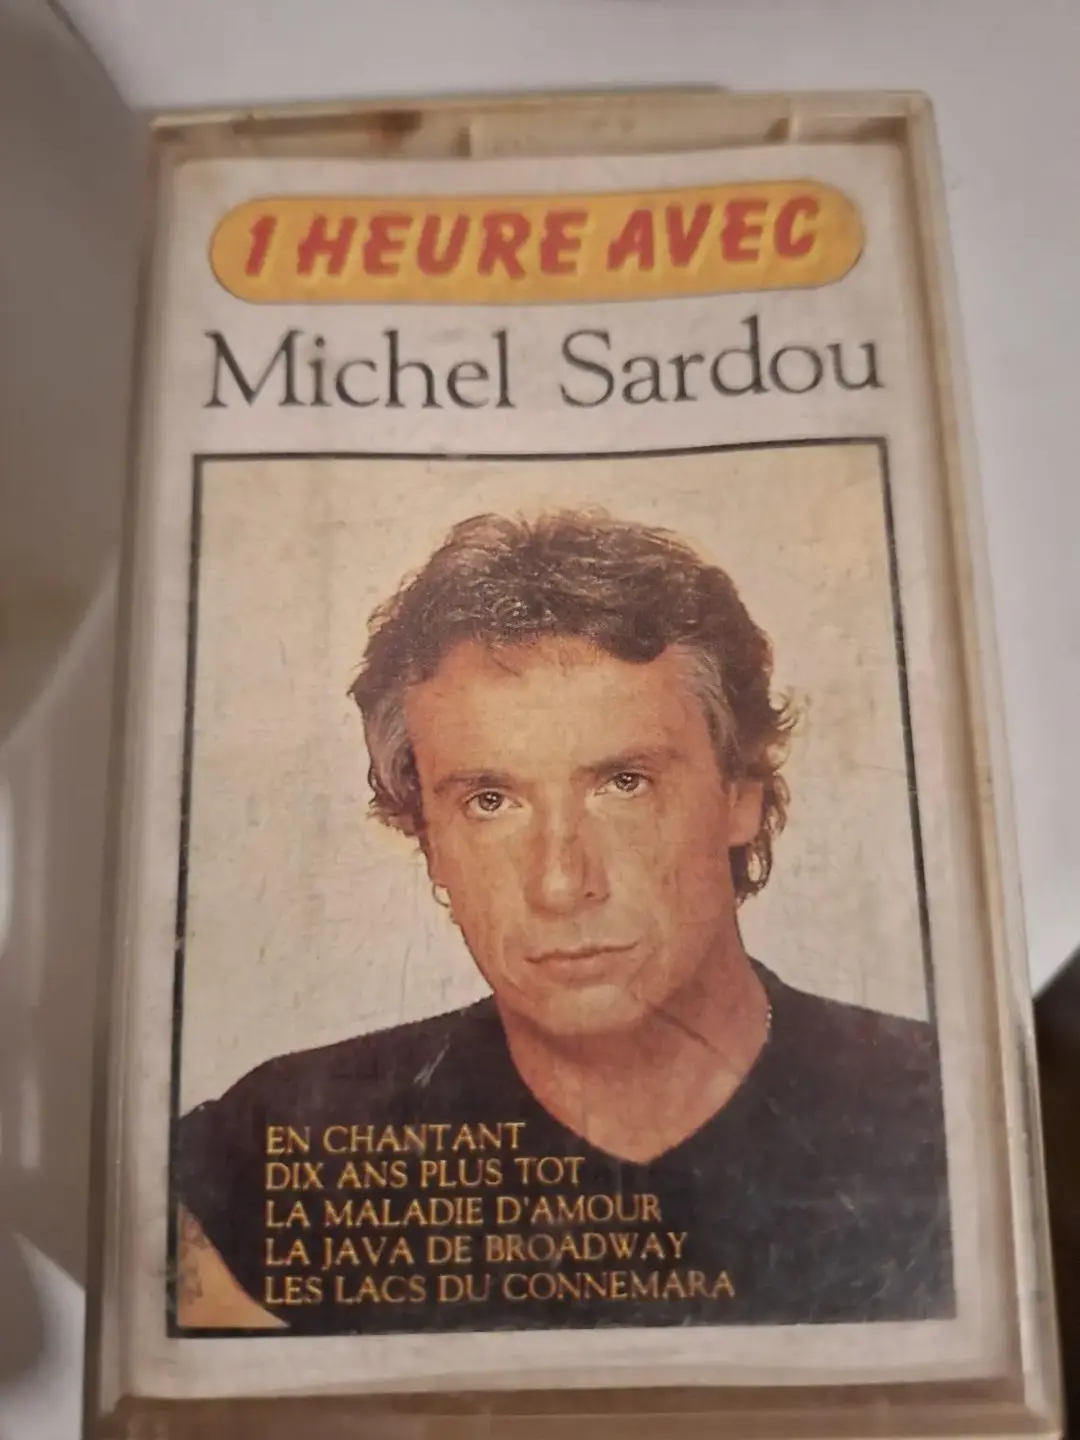 1 HEURE AVEC
Michel Sardou
EN CHANTANT
DIX ANS PLUS TOT
LA MALADIE D'AMOUR
LA JAVA DE BROADWAY
LES LACS DU CONNEMARA